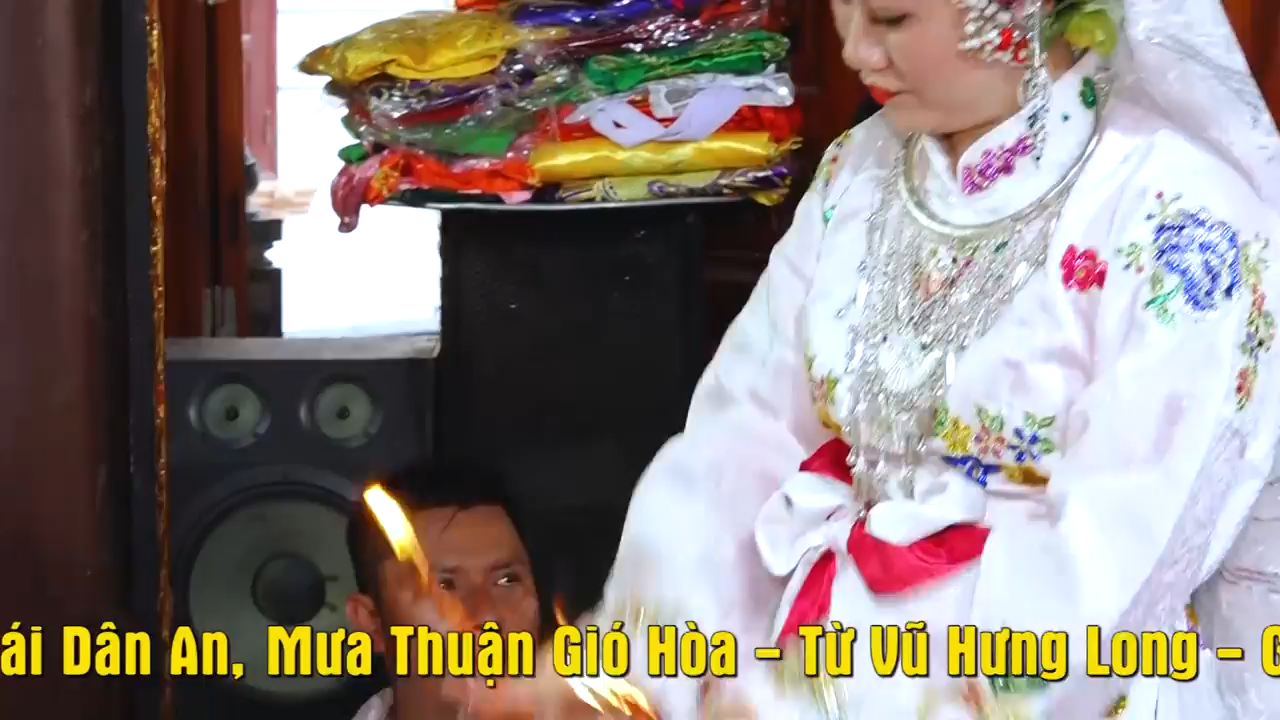 ái Dân An, Mưa Thuận Gió Hòa - Từ Vũ Hưng Long -